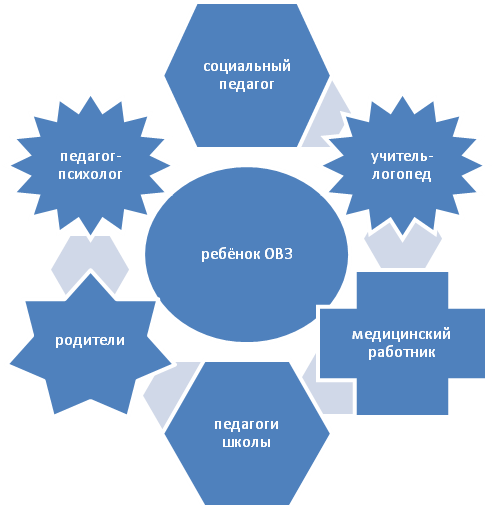 социальный
педагог
педагог-
психолог
учитель-
логопед
ребёнок ОВЗ
родители
медицинский
работник
педагоги
школы